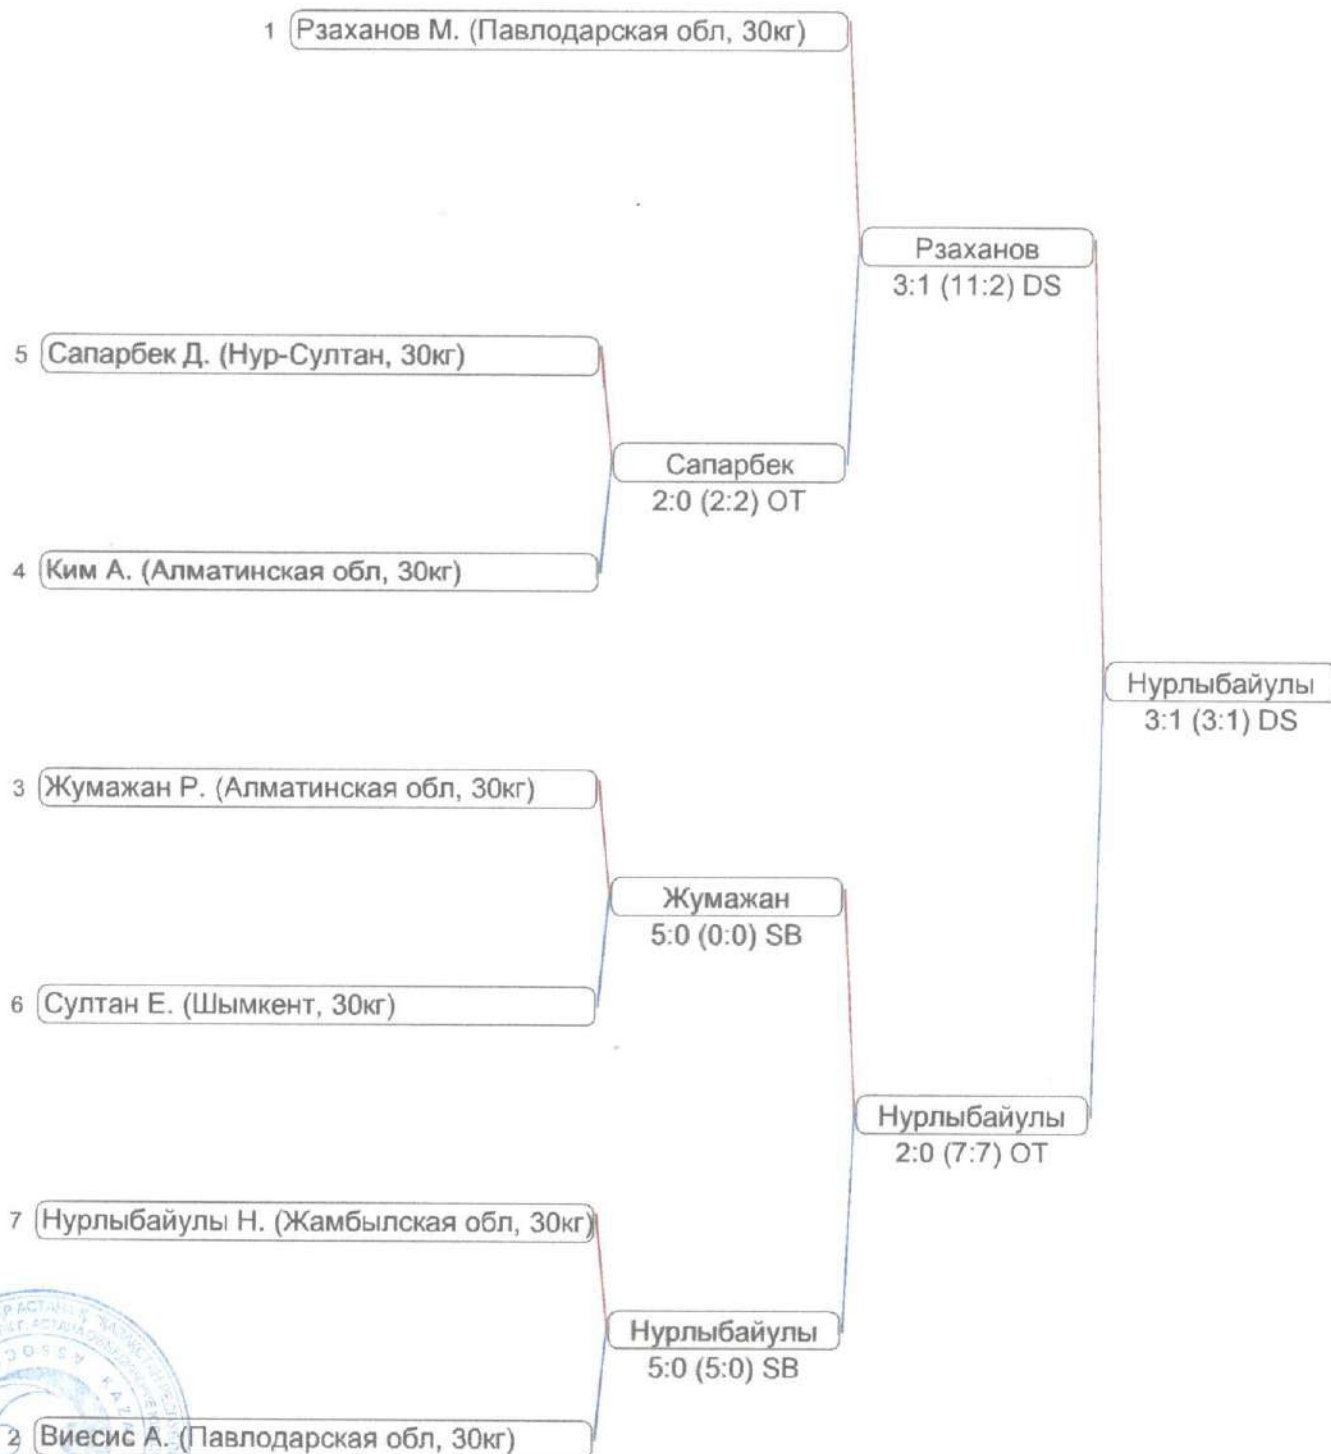 1 Рзаханов М. (Павлодарская обл, 30кг)
Рзаханов
3:1 (11:2) DS
5 Сапарбек Д. (Нур-Султан, 30кг)
Сапарбек
2:0 (2:2) OT
4 Ким А. (Алматинская обл, 30кг)
Нурлыбайулы
3:1 (3:1) DS
3 Жумажан Р. (Алматинская обл, 30кг)
Жумажан
5:0 (0:0) SB
6 Султан Е. (Шымкент, 30кг)
Нурлыбайулы
2:0 (7:7) OT
7 Нурлыбайулы Н. (Жамбылская обл, 30кг)
Нурлыбайулы
5:0 (5:0) SB
2 Виесис А. (Павлодарская обл, 30кг)